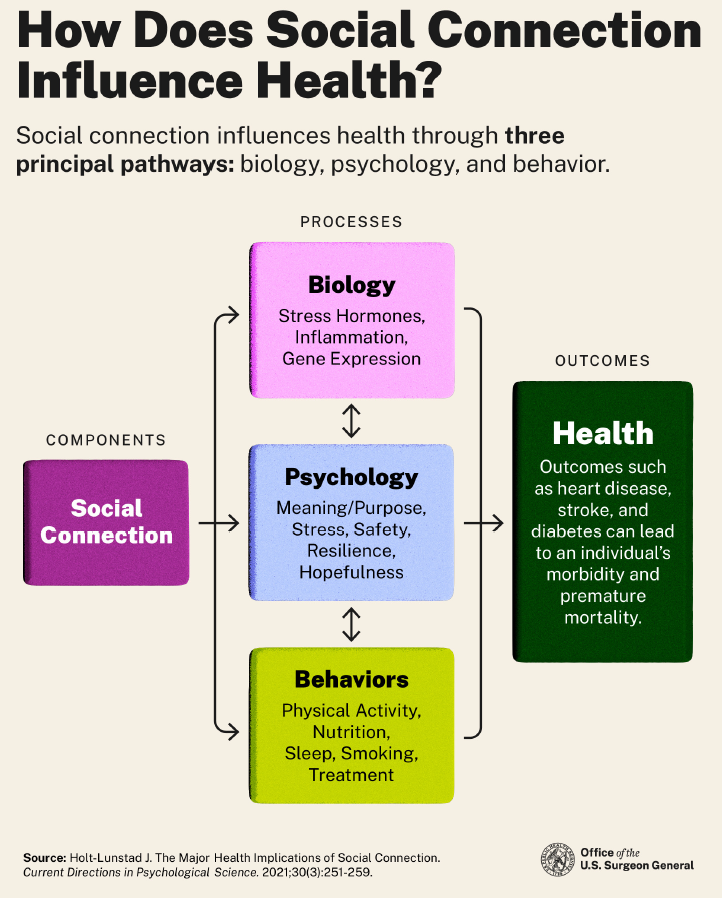 How Does Social Connection
Influence Health?
Social connection influences health through three
principal pathways: biology, psychology, and behavior.
PROCESSES
Biology
Stress Hormones,
Inflammation,
Gene Expression
COMPONENTS
Social
Connection
Psychology
Meaning/Purpose,
Stress, Safety,
Resilience,
Hopefulness
Behaviors
Physical Activity,
Nutrition,
Sleep, Smoking,
Treatment
OUTCOMES
Health
Outcomes such
as heart disease,
stroke, and
diabetes can lead
to an individual’s
morbidity and
premature
mortality.
Source: Holt-Lunstad J. The Major Health Implications of Social Connection.
Current Directions in Psychological Science. 2021;30(3):251-259.
Office of the
U.S. Surgeon General